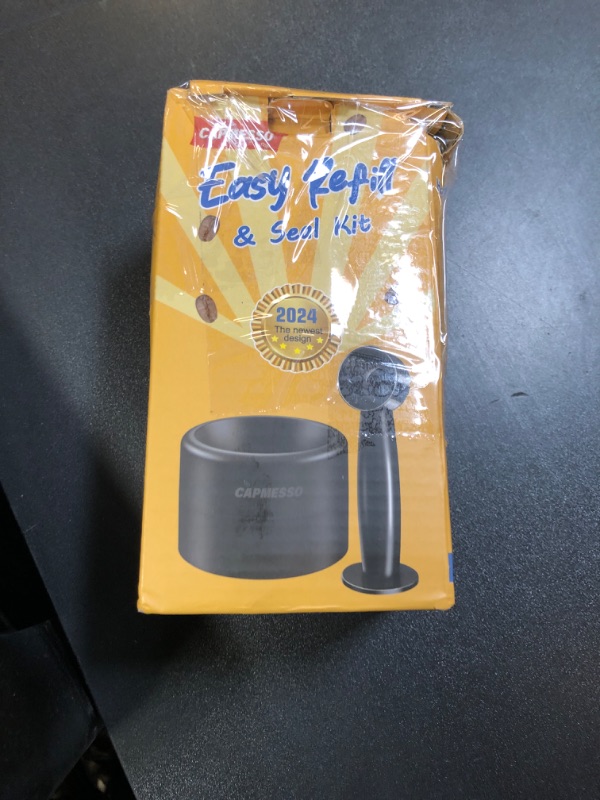 CAPMESSO
Easy Refill
& Seal Kit
2024
The newest
design
CAPMESSO